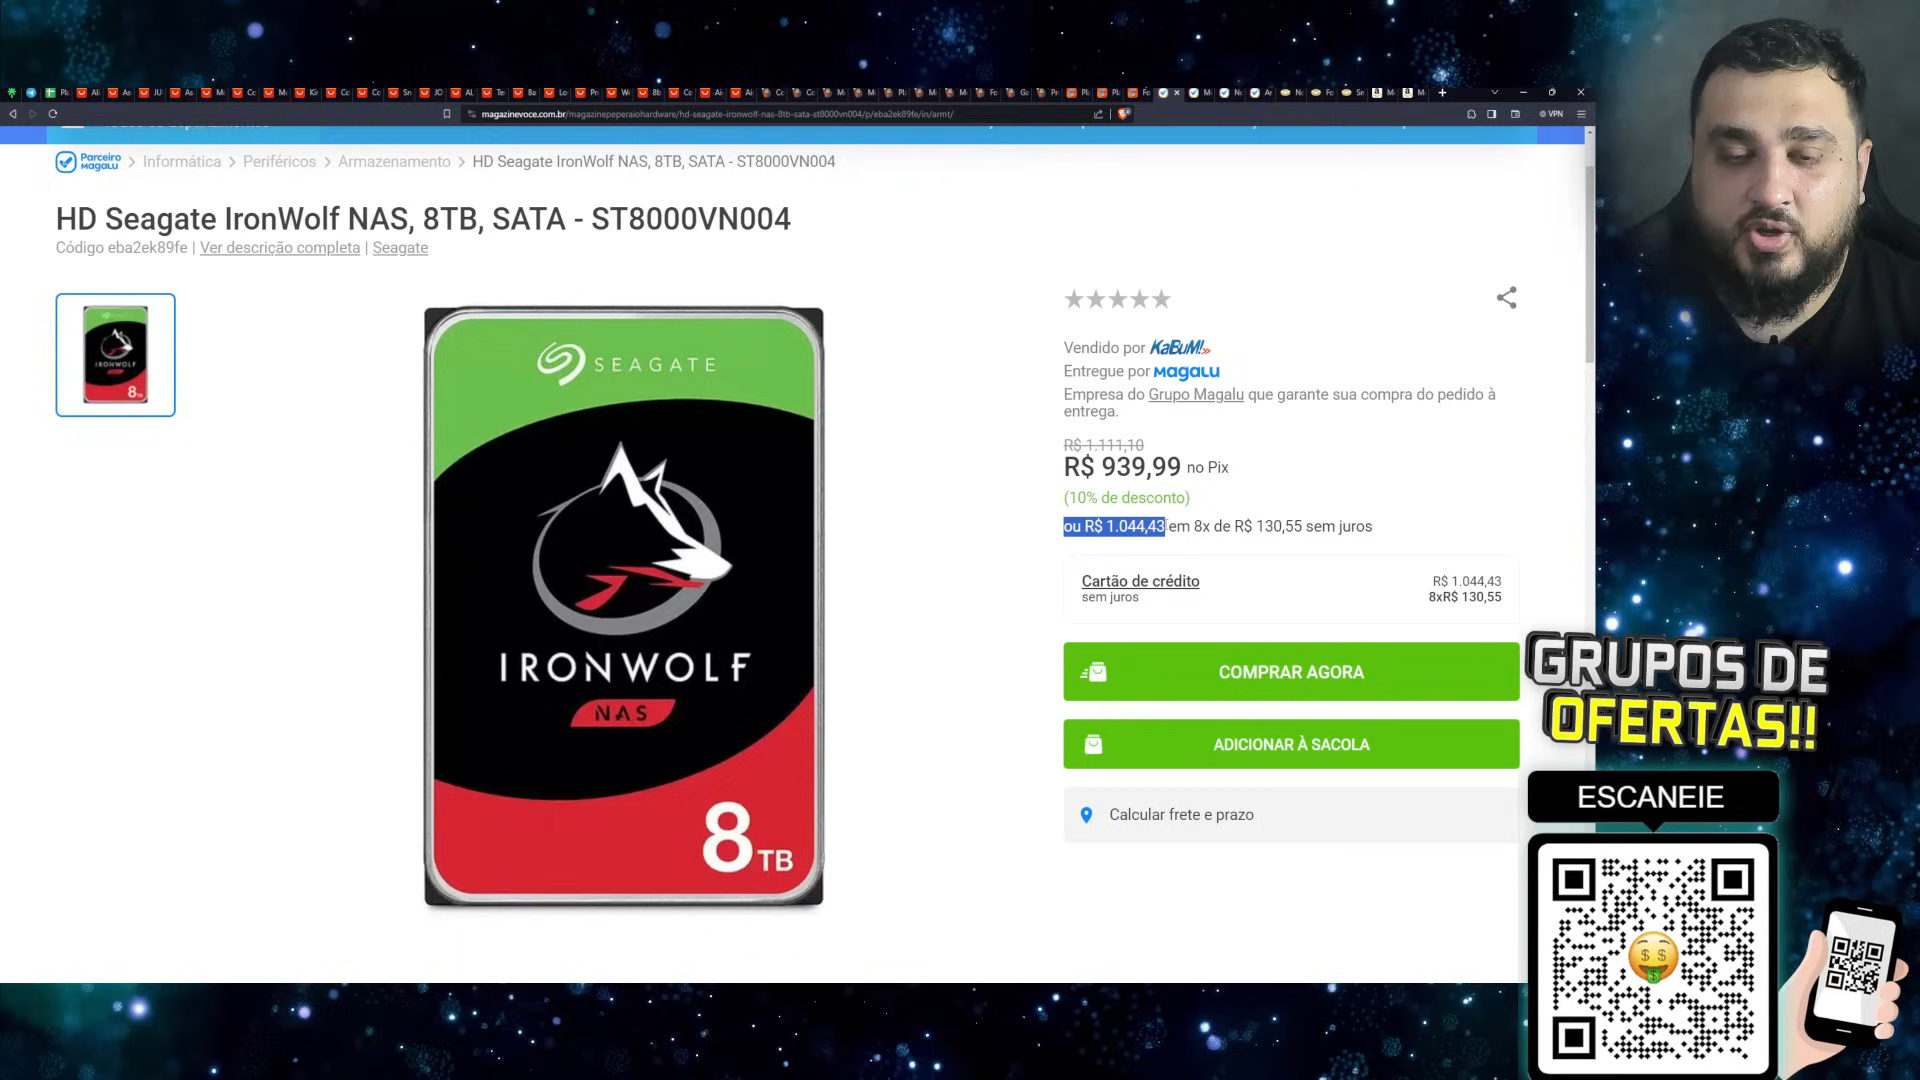 magazinevoce.com.br/magazinepeperaiohardware/hd-seagate-ironwolf-nas-8tb-sata-st8000vn004/p/eba2ek89fe/in/armt/
VPN
Parceiro Magalu > Informática > Periféricos > Armazenamento > HD Seagate IronWolf NAS, 8TB, SATA - ST8000VN004
HD Seagate IronWolf NAS, 8TB, SATA - ST8000VN004
Código eba2ek89fe | Ver descrição completa | Seagate
IRONWOLF
8TB
SEAGATE
IRONWOLF
NAS
8TB
Vendido por KaBuM!
Entregue por Magalu
Empresa do Grupo Magalu que garante sua compra do pedido à
entrega.
R$ 1.111,10
R$ 939,99 no Pix
(10% de desconto)
ou R$ 1.044,43 em 8x de R$ 130,55 sem juros
Cartão de crédito R$ 1.044,43
sem juros 8xR$ 130,55
COMPRAR AGORA
ADICIONAR À SACOLA
Calcular frete e prazo
GRUPOS DE
OFERTAS!!
ESCANEIE